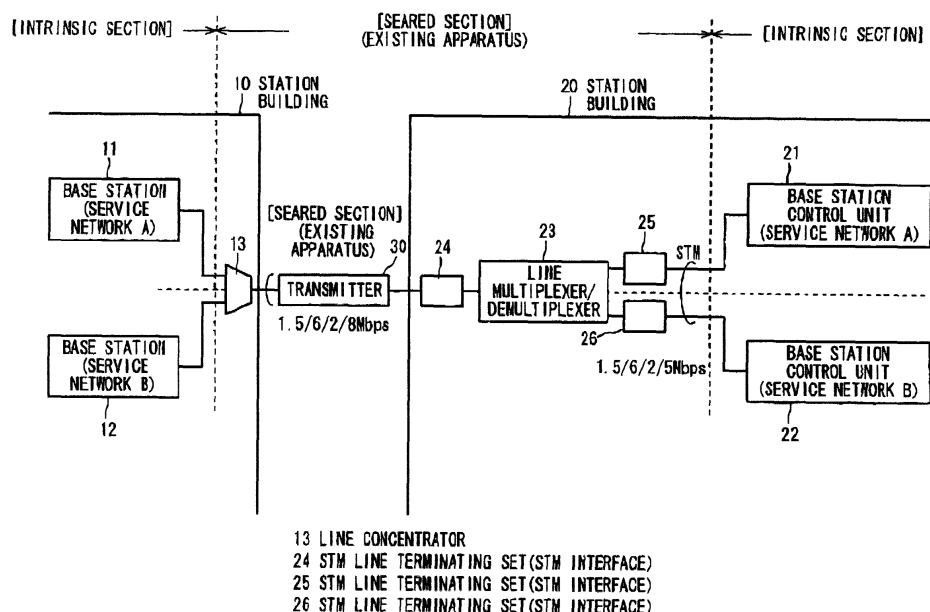 [SEARED SECTION]
(EXISTING APPARATUS)
[INTRINSIC SECTION]
[INTRINSIC SECTION]
10 STATION
BUILDING
20 STATION
BUILDING
11
BASE STATION
(SERVICE
NETWORK A)
13
[SEARED SECTION]
(EXISTING
APPARATUS)
30
TRANSMITTER
1.5/6/2/8Mbps
24
23
LINE
MULTIPLEXER/
DEMULTIPLEXER
25
STM
26
1.5/6/2/5Mbps
21
BASE STATION
CONTROL UNIT
(SERVICE NETWORK A)
BASE STATION
(SERVICE
NETWORK B)
12
BASE STATION
CONTROL UNIT
(SERVICE NETWORK B)
22
13 LINE CONCENTRATOR
24 STM LINE TERMINATING SET(STM INTERFACE)
25 STM LINE TERMINATING SET(STM INTERFACE)
26 STM LINE TERMINATING SET(STM INTERFACE)